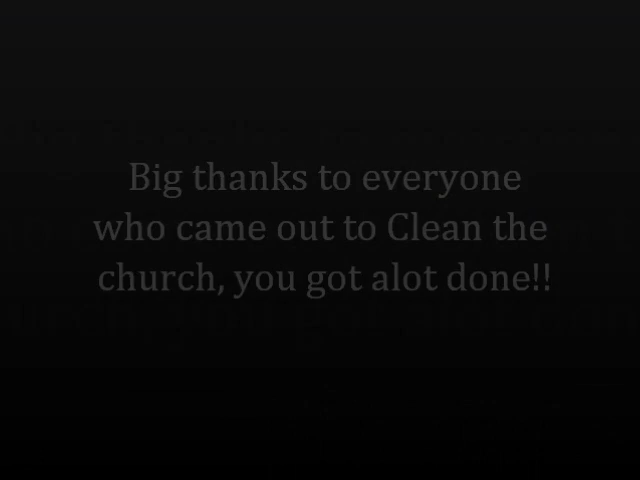 Big thanks to everyone
who came out to Clean the
church, you got alot done!!